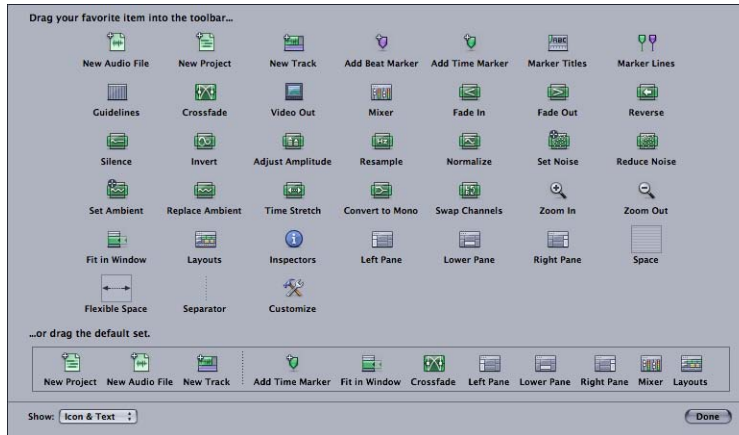 Drag your favorite item into the toolbar...
New Audio File New Project New Track Add Beat Marker Add Time Marker Marker Titles Marker Lines
Guidelines Crossfade Video Out Mixer Fade In Fade Out Reverse
Silence Invert Adjust Amplitude Resample Normalize Set Noise Reduce Noise
Set Ambient Replace Ambient Time Stretch Convert to Mono Swap Channels Zoom In Zoom Out
Fit in Window Layouts Inspectors Left Pane Lower Pane Right Pane Space
Flexible Space Separator Customize
...or drag the default set.
New Project New Audio File New Track Add Time Marker Fit in Window Crossfade Left Pane Lower Pane Right Pane Mixer Layouts
Show: Icon & Text Done